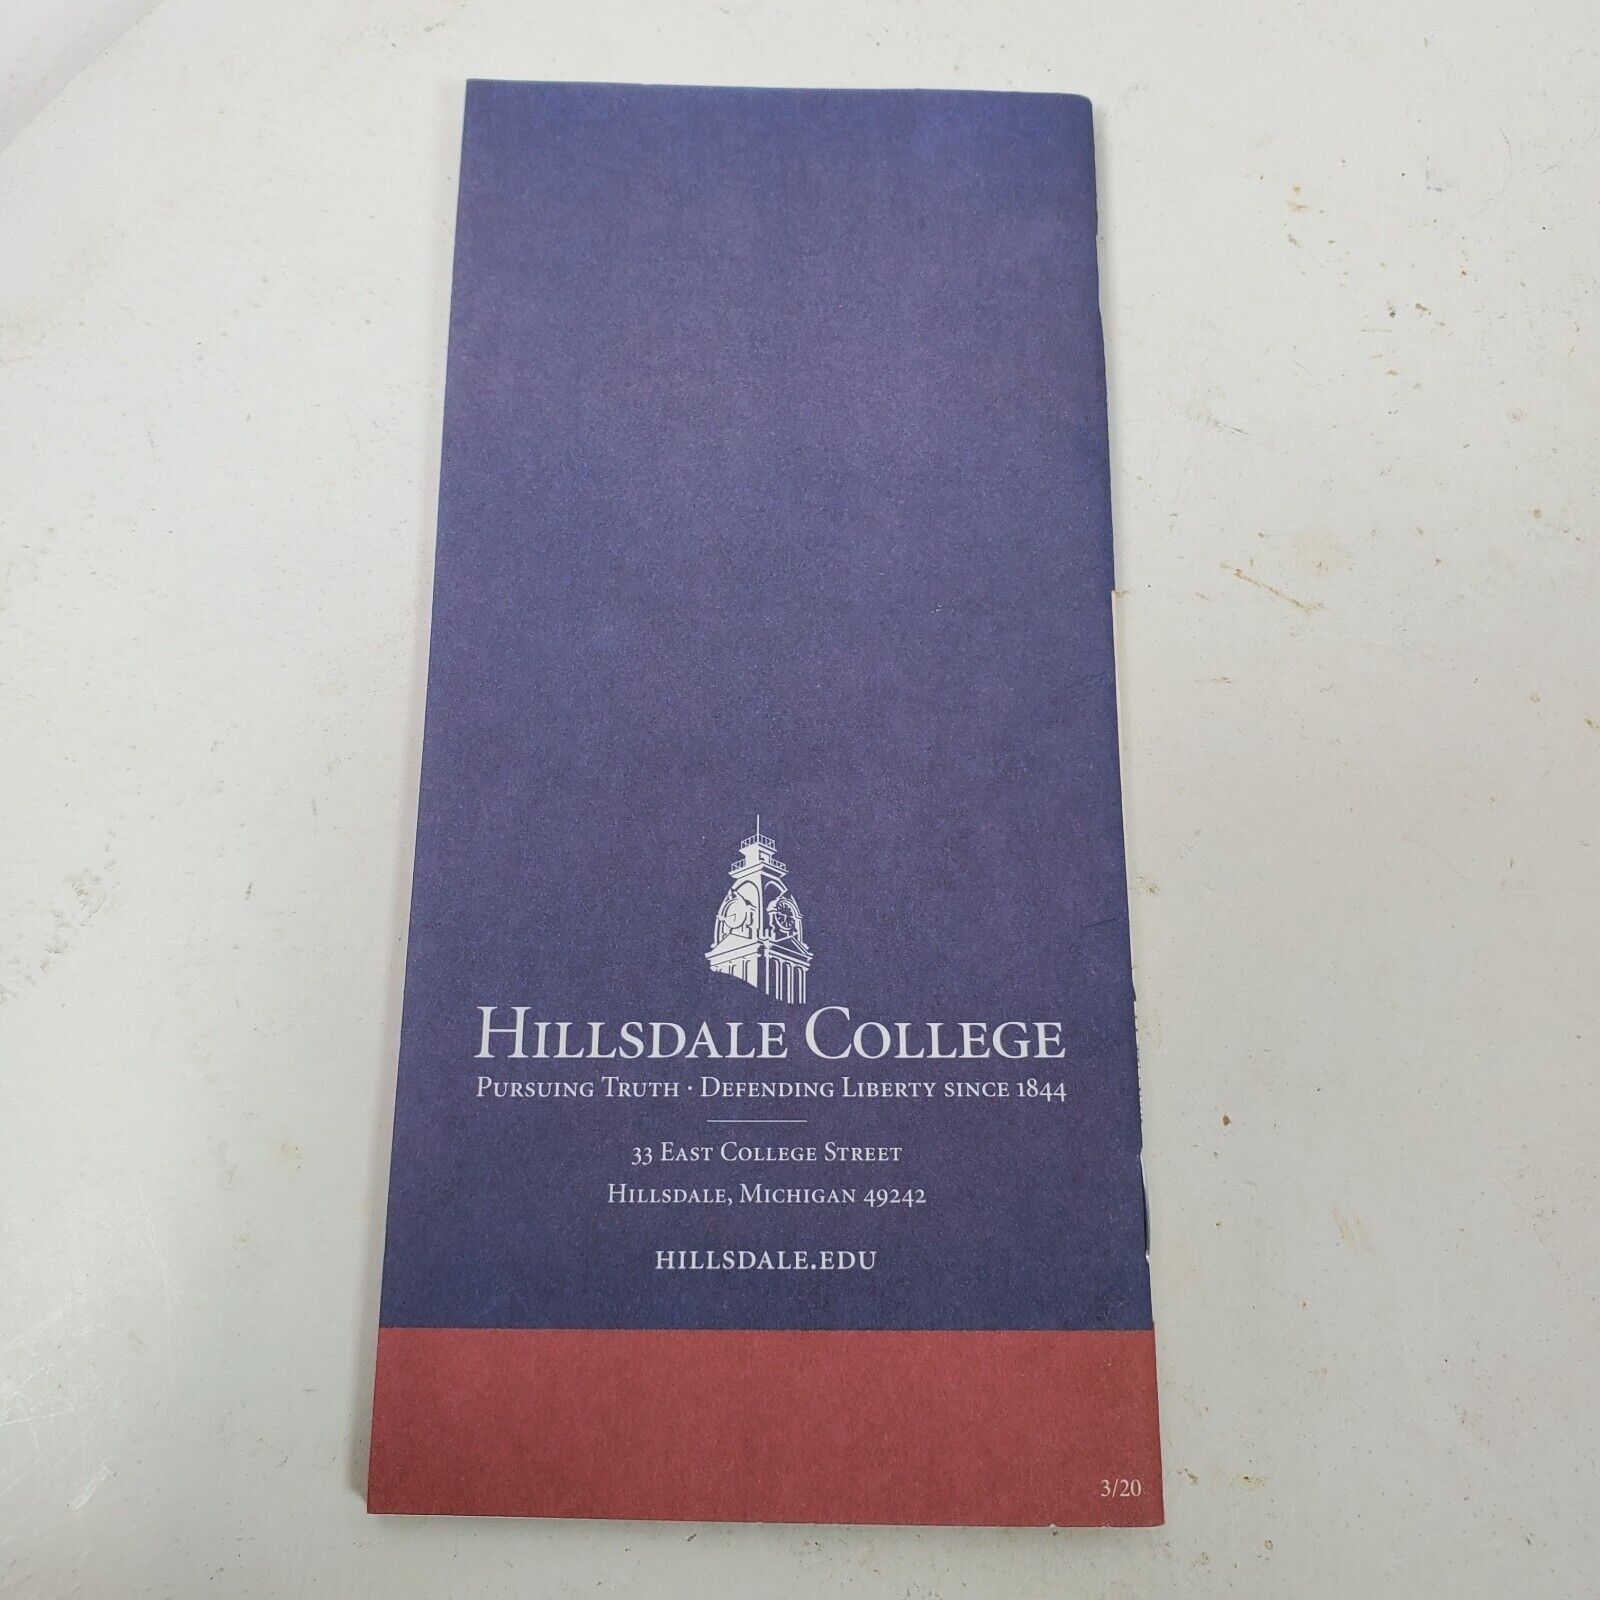 Hillsdale College
Pursuing Truth · Defending Liberty since 1844
33 East College Street
Hillsdale, Michigan 49242
hillsdale.edu
3/20